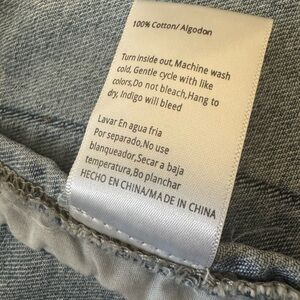 100% Cotton/ Algodon
Turn inside out, Machine wash
cold, Gentle cycle with like
colors,Do not bleach,Hang to
dry, Indigo will bleed
Lavar En agua fria
Por separado,No use
blanqueador,Secar a baja
temperatura,Bo planchar
HECHO EN CHINA/MADE IN CHINA